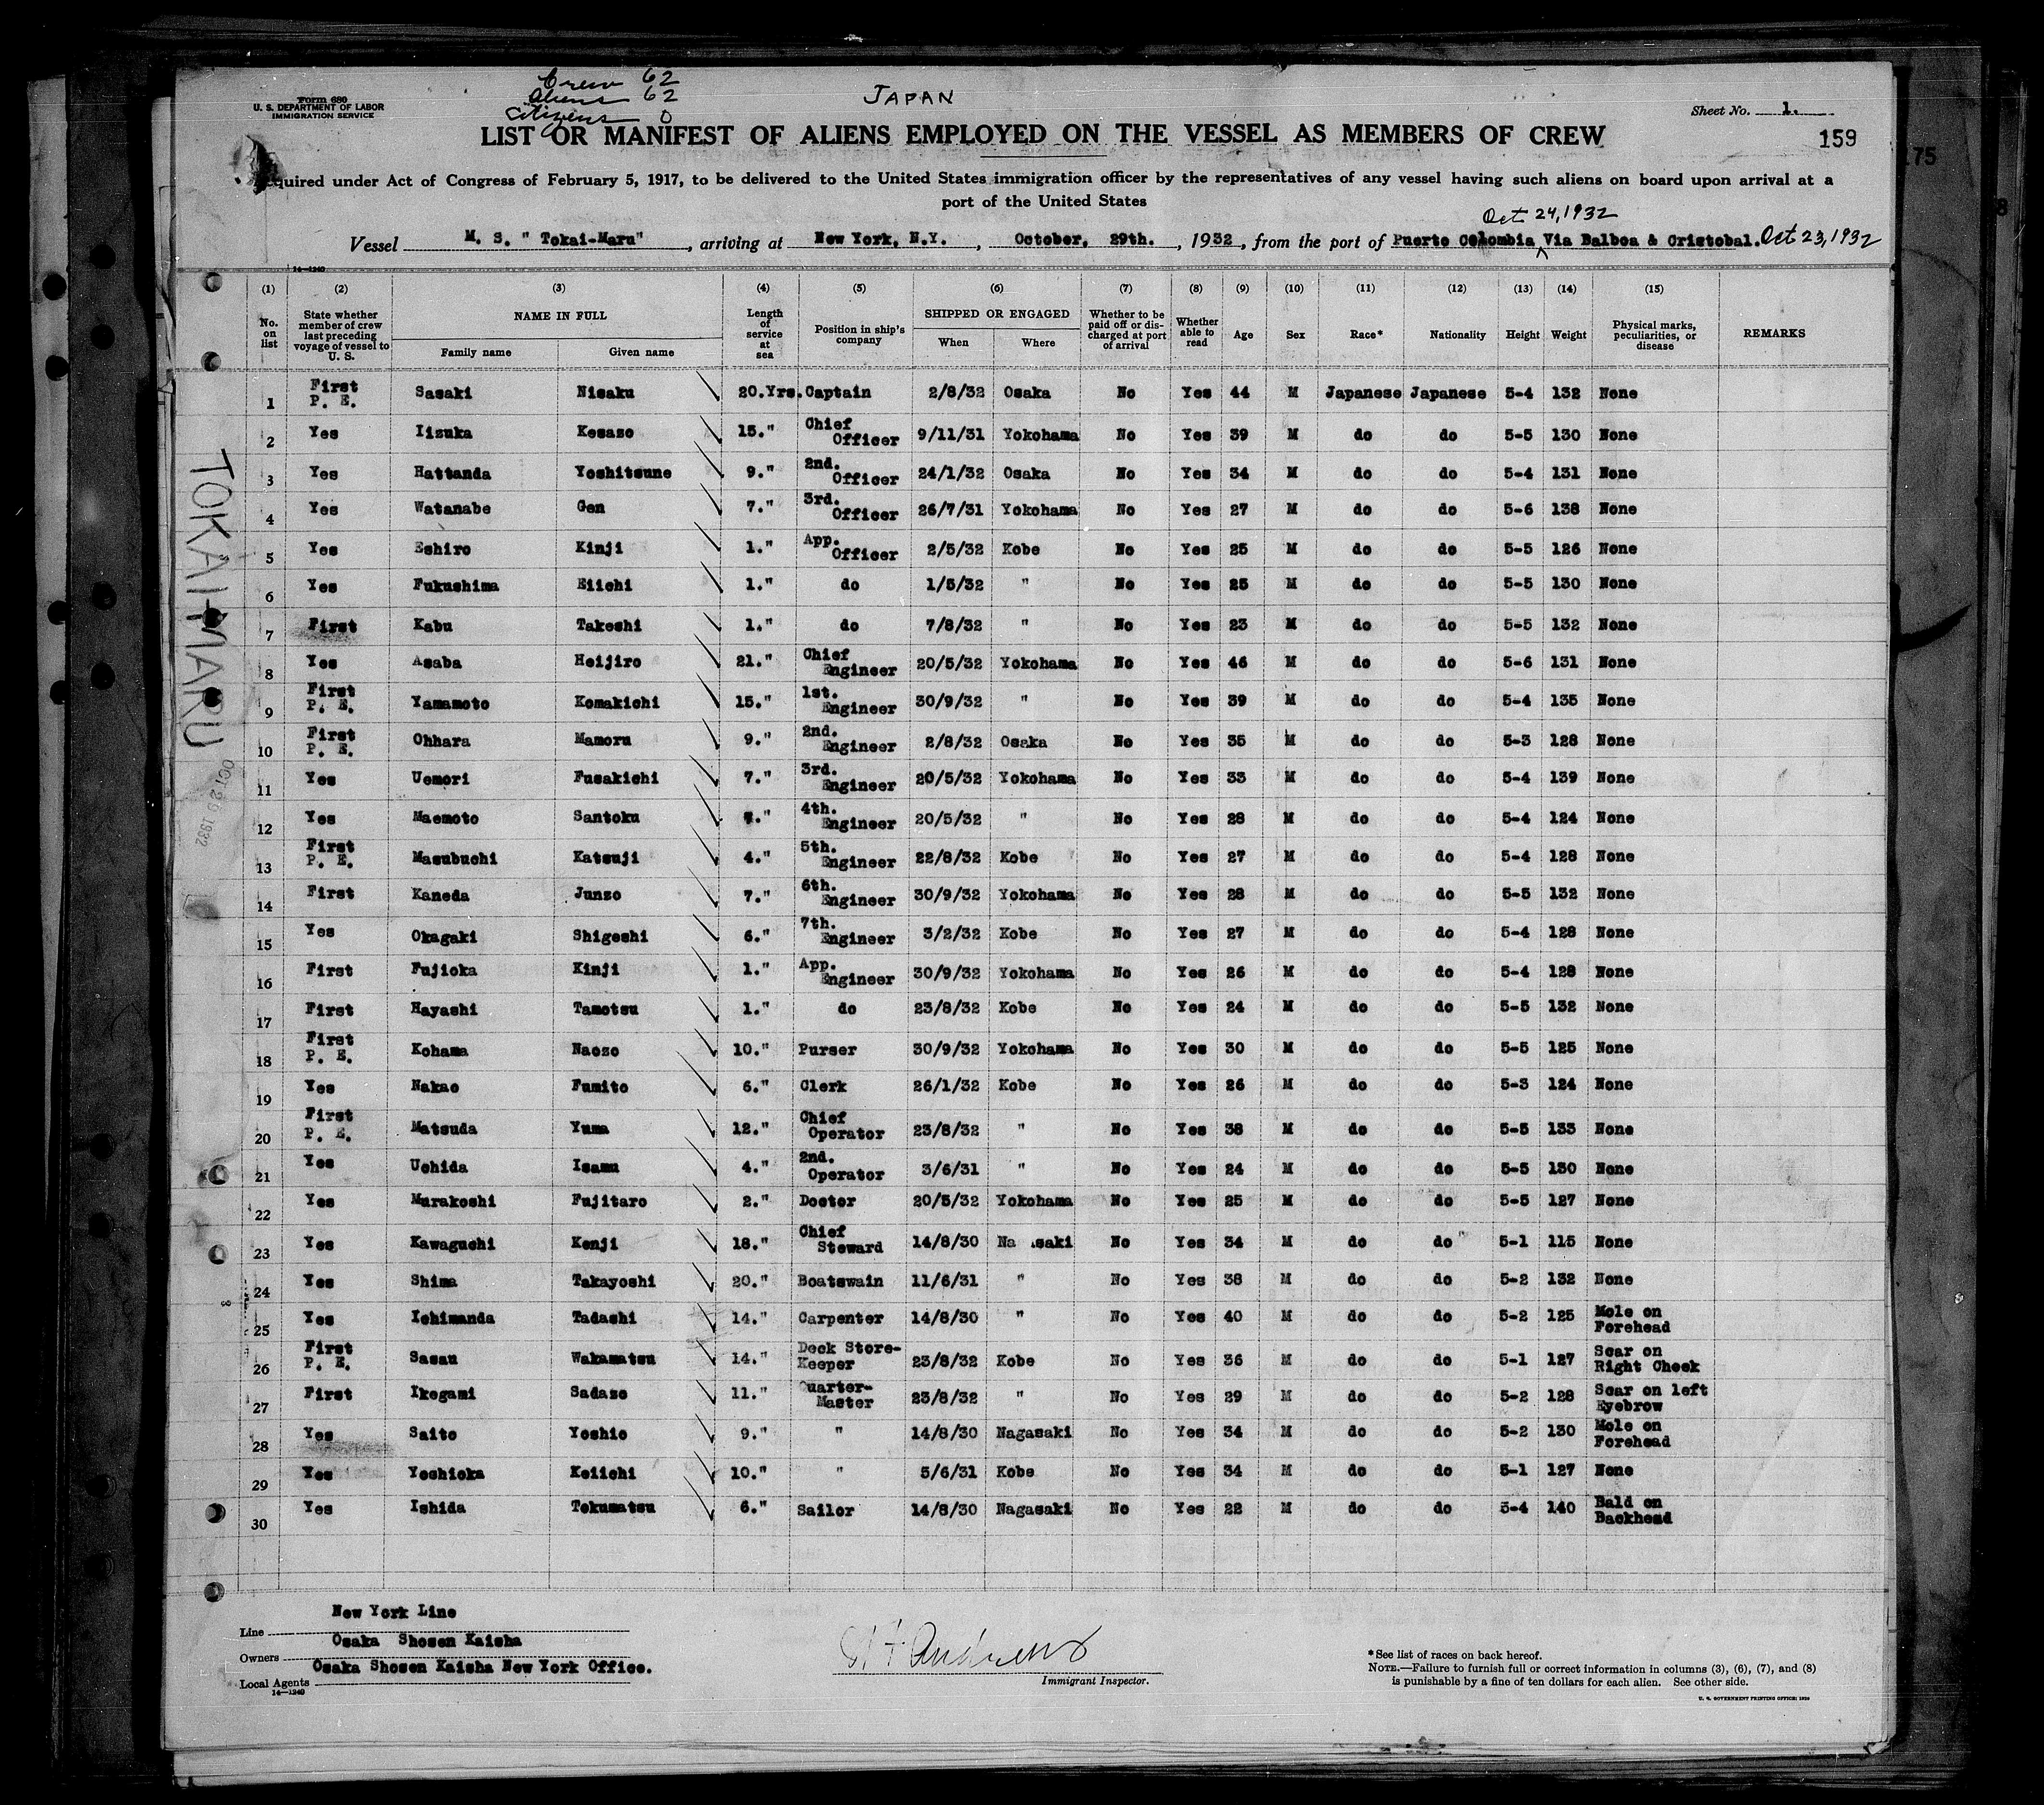 Crew 62
Aliens 62
Citizens 0
JAPAN
Form 680
U. S. DEPARTMENT OF LABOR
IMMIGRATION SERVICE
Sheet No. 1.
LIST OR MANIFEST OF ALIENS EMPLOYED ON THE VESSEL AS MEMBERS OF CREW
159
175
8
quired under Act of Congress of February 5, 1917, to be delivered to the United States immigration officer by the representatives of any vessel having such aliens on board upon arrival at a
port of the United States
Oct 24, 1932
Vessel M. S. " Tokai-Maru", arriving at New York, N.Y., October, 29th., 1932, from the port of Puerto Colombia Via Balboa & Cristobal. Oct 23, 1932
14—1240
(1) (2) (3) (4) (5) (6) (7) (8) (9) (10) (11) (12) (13) (14) (15)
No. on list | State whether member of crew last preceding voyage of vessel to U. S. | NAME IN FULL | Family name | Given name | Length of service at sea | Position in ship's company | SHIPPED OR ENGAGED | When | Where | Whether to be paid off or discharged at port of arrival | Whether able to read | Age | Sex | Race* | Nationality | Height | Weight | Physical marks, peculiarities, or disease | REMARKS
1 First P. E. Sasaki Nisaku 20.Yrs. Captain 2/8/32 Osaka No Yes 44 M Japanese Japanese 5-4 132 None
2 Yes Iizuka Kesazo 15." Chief Officer 9/11/31 Yokohama No Yes 39 M do do 5-5 130 None
3 Yes Hattanda Yoshitsune 9." 2nd. Officer 24/1/32 Osaka No Yes 34 M do do 5-4 131 None
4 Yes Watanabe Gen 7." 3rd. Officer 26/7/31 Yokohama No Yes 27 M do do 5-6 138 None
5 Yes Eshiro Kinji 1." App. Officer 2/5/32 Kobe No Yes 25 M do do 5-5 126 None
6 Yes Fukushima Eiichi 1." do 1/5/32 " No Yes 25 M do do 5-5 130 None
7 First Kabu Takeshi 1." do 7/8/32 " No Yes 23 M do do 5-5 132 None
8 Yes Asaba Heijiro 21." Chief Engineer 20/5/32 Yokohama No Yes 46 M do do 5-6 131 None
9 First P. E. Yamamoto Komakichi 15." 1st. Engineer 30/9/32 " No Yes 39 M do do 5-4 135 None
10 First P. E. Ohhara Mamoru 9." 2nd. Engineer 2/8/32 Osaka No Yes 35 M do do 5-3 128 None
11 Yes Uemori Fusakichi 7." 3rd. Engineer 20/5/32 Yokohama No Yes 33 M do do 5-4 139 None
12 Yes Maemoto Santoku " 4th. Engineer 20/5/32 " No Yes 28 M do do 5-4 124 None
13 First P. E. Masubuchi Katsuji 4." 5th. Engineer 22/8/32 Kobe No Yes 27 M do do 5-4 128 None
14 First Kaneda Junzo 7." 6th. Engineer 30/9/32 Yokohama No Yes 28 M do do 5-5 132 None
15 Yes Okagaki Shigeshi 6." 7th. Engineer 3/2/32 Kobe No Yes 27 M do do 5-4 128 None
16 First Fujioka Kinji 1." App. Engineer 30/9/32 Yokohama No Yes 26 M do do 5-4 128 None
17 First Hayashi Tamotsu 1." do 23/8/32 Kobe No Yes 24 M do do 5-5 132 None
18 First P. E. Kohama Naozo 10." Purser 30/9/32 Yokohama No Yes 30 M do do 5-5 125 None
19 Yes Nakao Fumito 6." Clerk 26/1/32 Kobe No Yes 26 M do do 5-3 124 None
20 First P. E. Matsuda Yuma 12." Chief Operator 23/8/32 " No Yes 38 M do do 5-5 133 None
21 Yes Uchida Isamu 4." 2nd. Operator 3/6/31 " No Yes 24 M do do 5-5 130 None
22 Yes Murakoshi Fujitaro 2." Doctor 20/5/32 Yokohama No Yes 25 M do do 5-5 127 None
23 Yes Kawaguchi Kenji 18." Chief Steward 14/8/30 Na saki No Yes 34 M do do 5-1 115 None
24 Yes Shima Takayoshi 20." Boatswain 11/6/31 " No Yes 38 M do do 5-2 132 None
25 Yes Ichimanda Tadashi 14." Carpenter 14/8/30 " No Yes 40 M do do 5-2 125 Mole on Forehead
26 First P. E. Sasau Wakamatsu 14." Deck Store-Keeper 23/8/32 Kobe No Yes 36 M do do 5-1 127 Scar on Right Cheek
27 First Ikegami Sadazo 11." Quarter-Master 23/8/32 " No Yes 29 M do do 5-2 128 Scar on left Eyebrow
28 Yes Saito Yoshio 9." " 14/8/30 Nagasaki No Yes 34 M do do 5-2 130 Mole on Forehead
29 Yes Yoshioka Keiichi 10." " 5/6/31 Kobe No Yes 34 M do do 5-1 127 None
30 Yes Ishida Tokumatsu 6." Sailor 14/8/30 Nagasaki No Yes 22 M do do 5-4 140 Bald on Backhead
TOKAI MARU
OCT 29 1932
Line New York Line
Owners Osaka Shosen Kaisha
Local Agents Osaka Shosen Kaisha New York Office.
14—1240
Andrews
Immigrant Inspector.
*See list of races on back hereof.
NOTE.—Failure to furnish full or correct information in columns (3), (6), (7), and (8)
is punishable by a fine of ten dollars for each alien. See other side.
U. S. GOVERNMENT PRINTING OFFICE: 1929